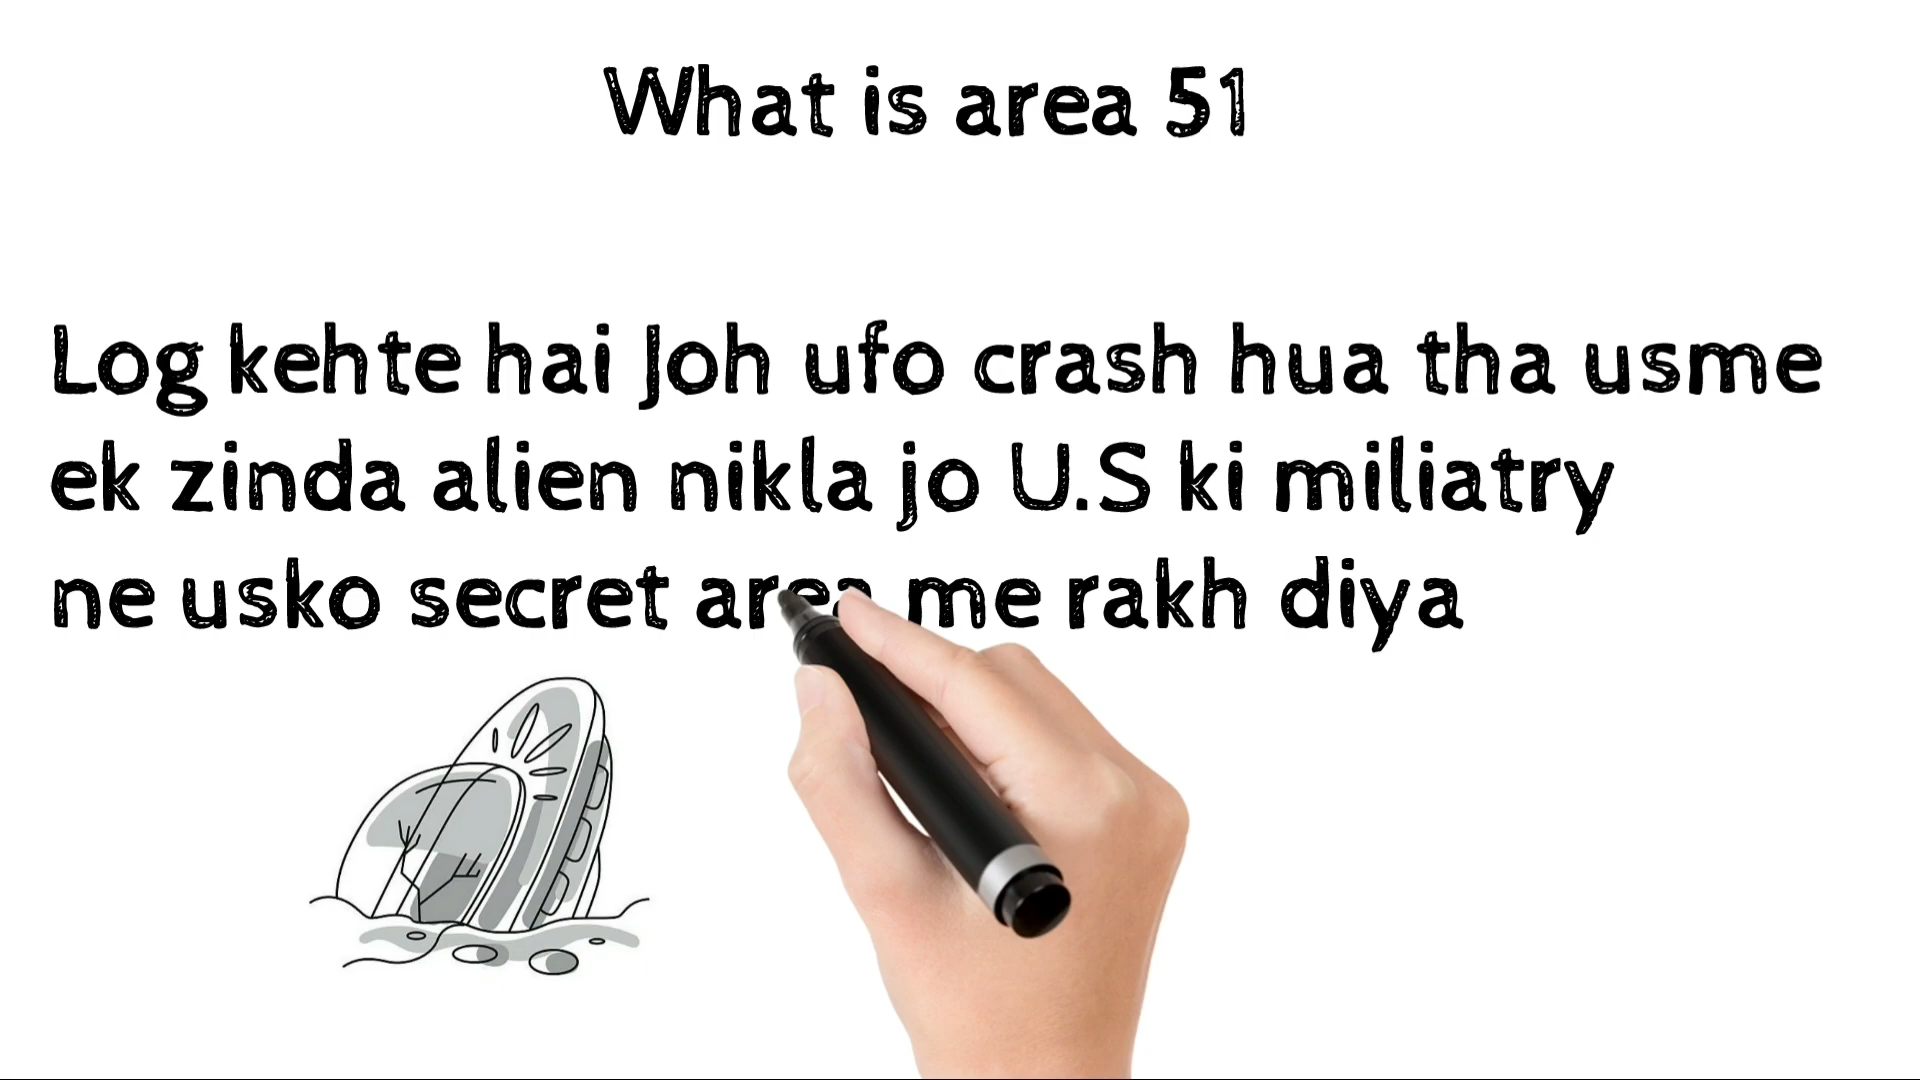 What is area 51
Log kehte hai Joh ufo crash hua tha usme
ek zinda alien nikla jo U.S ki miliatry
ne usko secret area me rakh diya